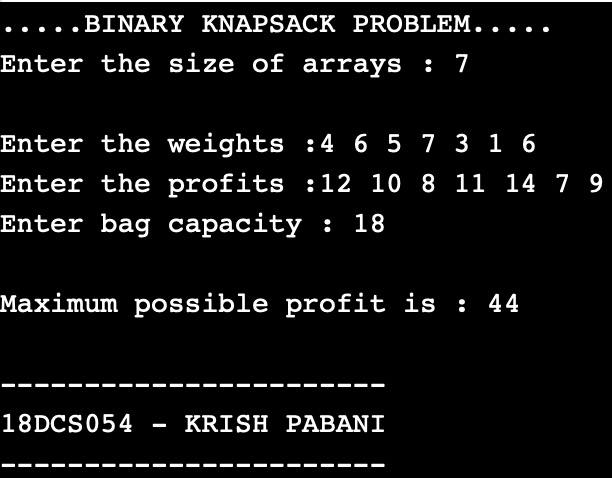 .....BINARY KNAPSACK PROBLEM.....
Enter the size of arrays : 7
Enter the weights :4 6 5 7 3 1 6
Enter the profits :12 10 8 11 14 7 9
Enter bag capacity : 18
Maximum possible profit is : 44
-----------------------
18DCS054 - KRISH PABANI
-----------------------